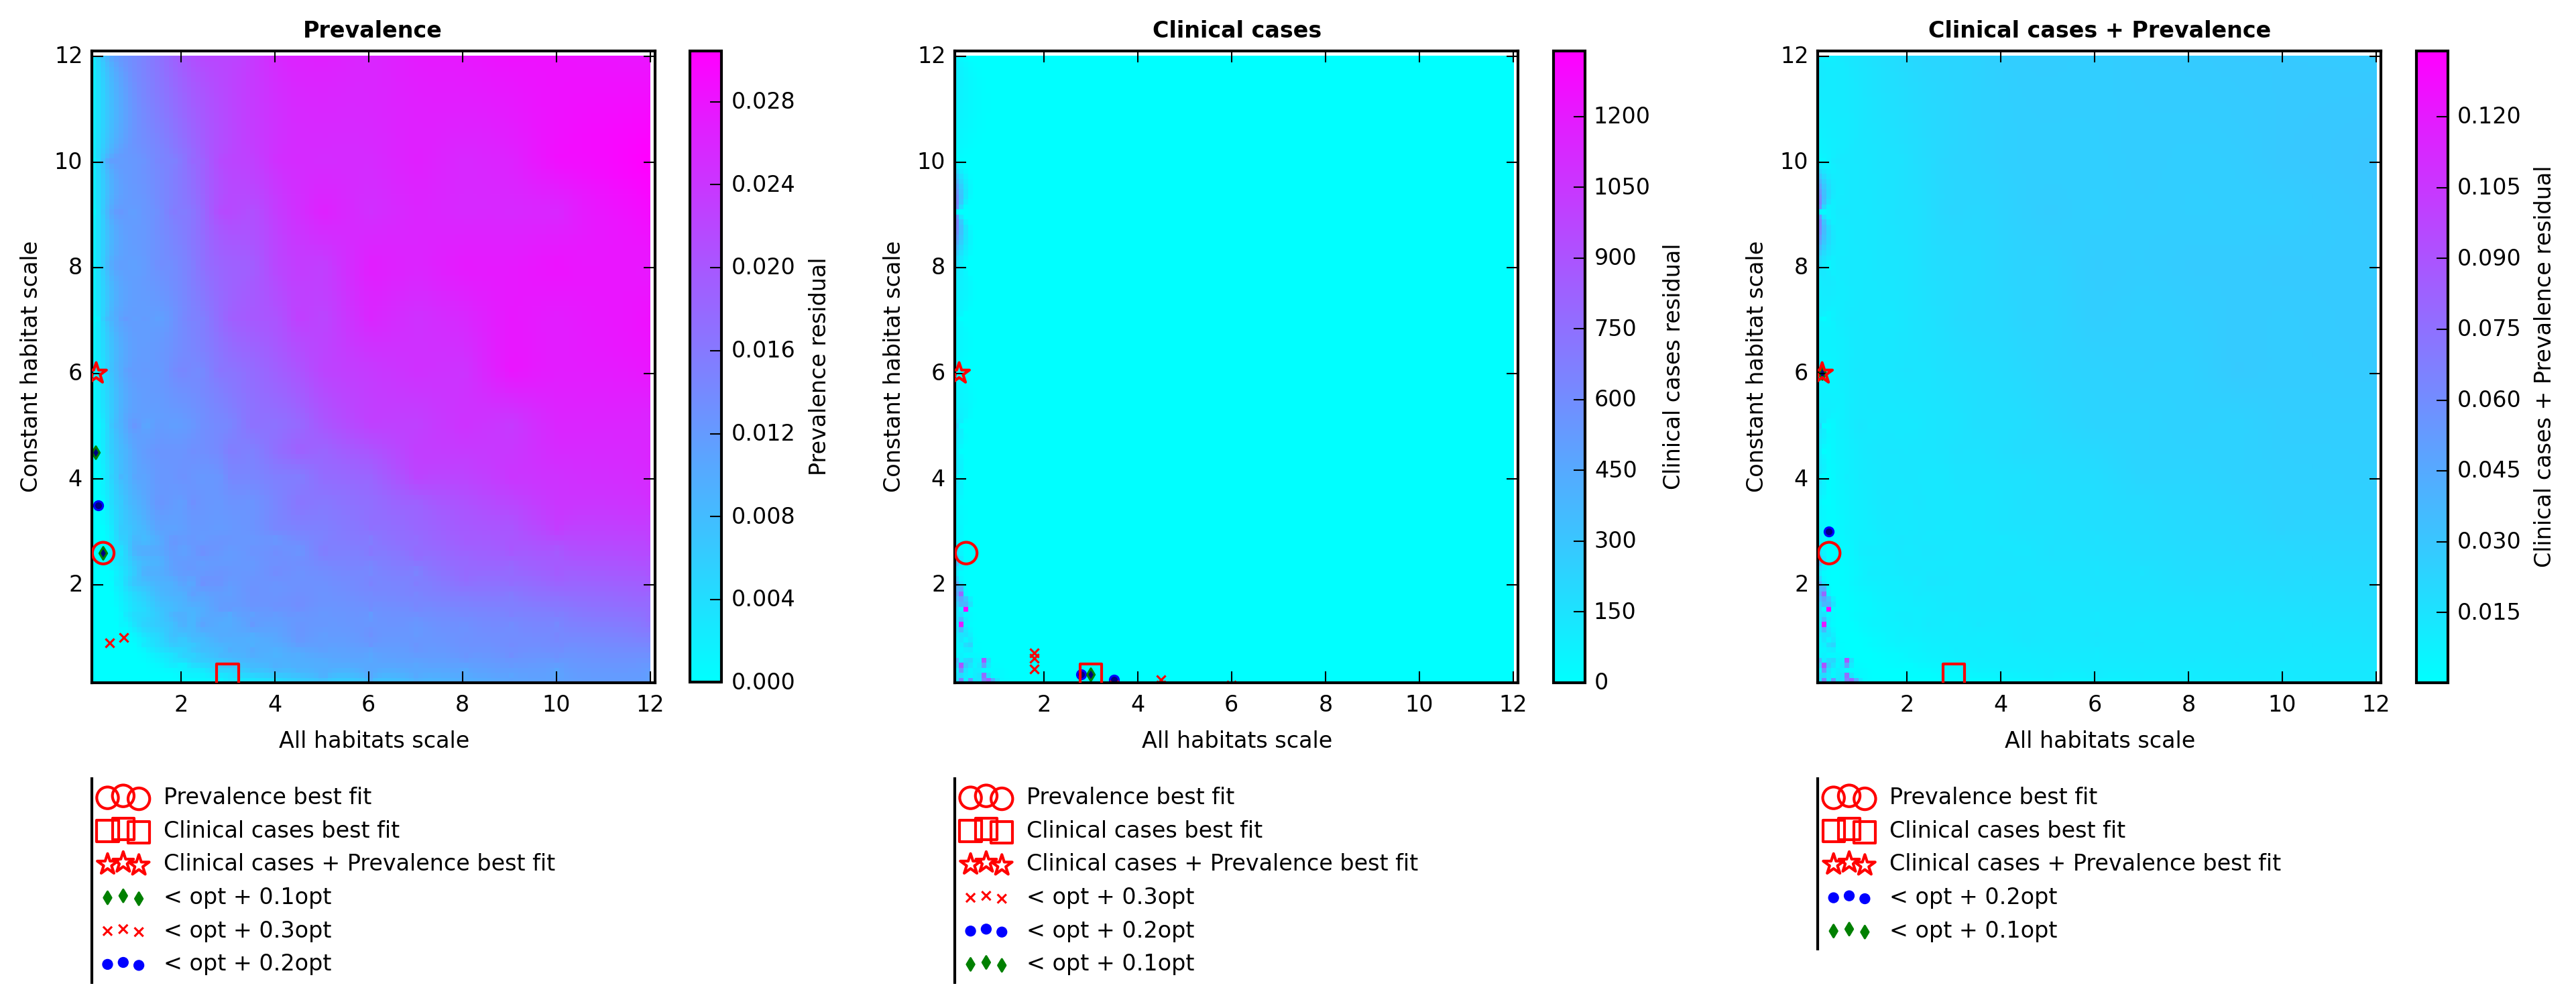 Prevalence
12
10
8
6
4
2
Constant habitat scale
2 4 6 8 10 12
All habitats scale
0.028
0.024
0.020
0.016
0.012
0.008
0.004
0.000
Prevalence residual
Prevalence best fit
Clinical cases best fit
Clinical cases + Prevalence best fit
< opt + 0.1opt
< opt + 0.3opt
< opt + 0.2opt
Clinical cases
12
10
8
6
4
2
Constant habitat scale
2 4 6 8 10 12
All habitats scale
1200
1050
900
750
600
450
300
150
0
Clinical cases residual
Prevalence best fit
Clinical cases best fit
Clinical cases + Prevalence best fit
< opt + 0.3opt
< opt + 0.2opt
< opt + 0.1opt
Clinical cases + Prevalence
12
10
8
6
4
2
Constant habitat scale
2 4 6 8 10 12
All habitats scale
0.120
0.105
0.090
0.075
0.060
0.045
0.030
0.015
Clinical cases + Prevalence residual
Prevalence best fit
Clinical cases best fit
Clinical cases + Prevalence best fit
< opt + 0.2opt
< opt + 0.1opt